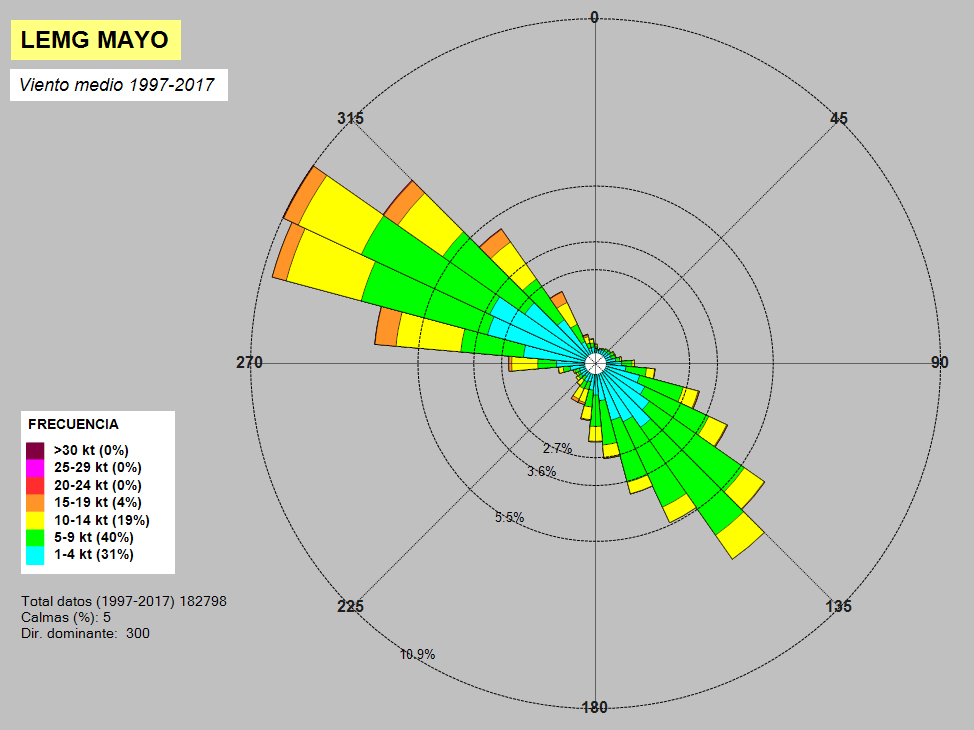 LEMG MAYO
Viento medio 1997-2017
0
45
90
135
180
225
270
315
2.7%
3.6%
5.5%
10.9%
FRECUENCIA
>30 kt (0%)
25-29 kt (0%)
20-24 kt (0%)
15-19 kt (4%)
10-14 kt (19%)
5-9 kt (40%)
1-4 kt (31%)
Total datos (1997-2017) 182798
Calmas (%): 5
Dir. dominante: 300